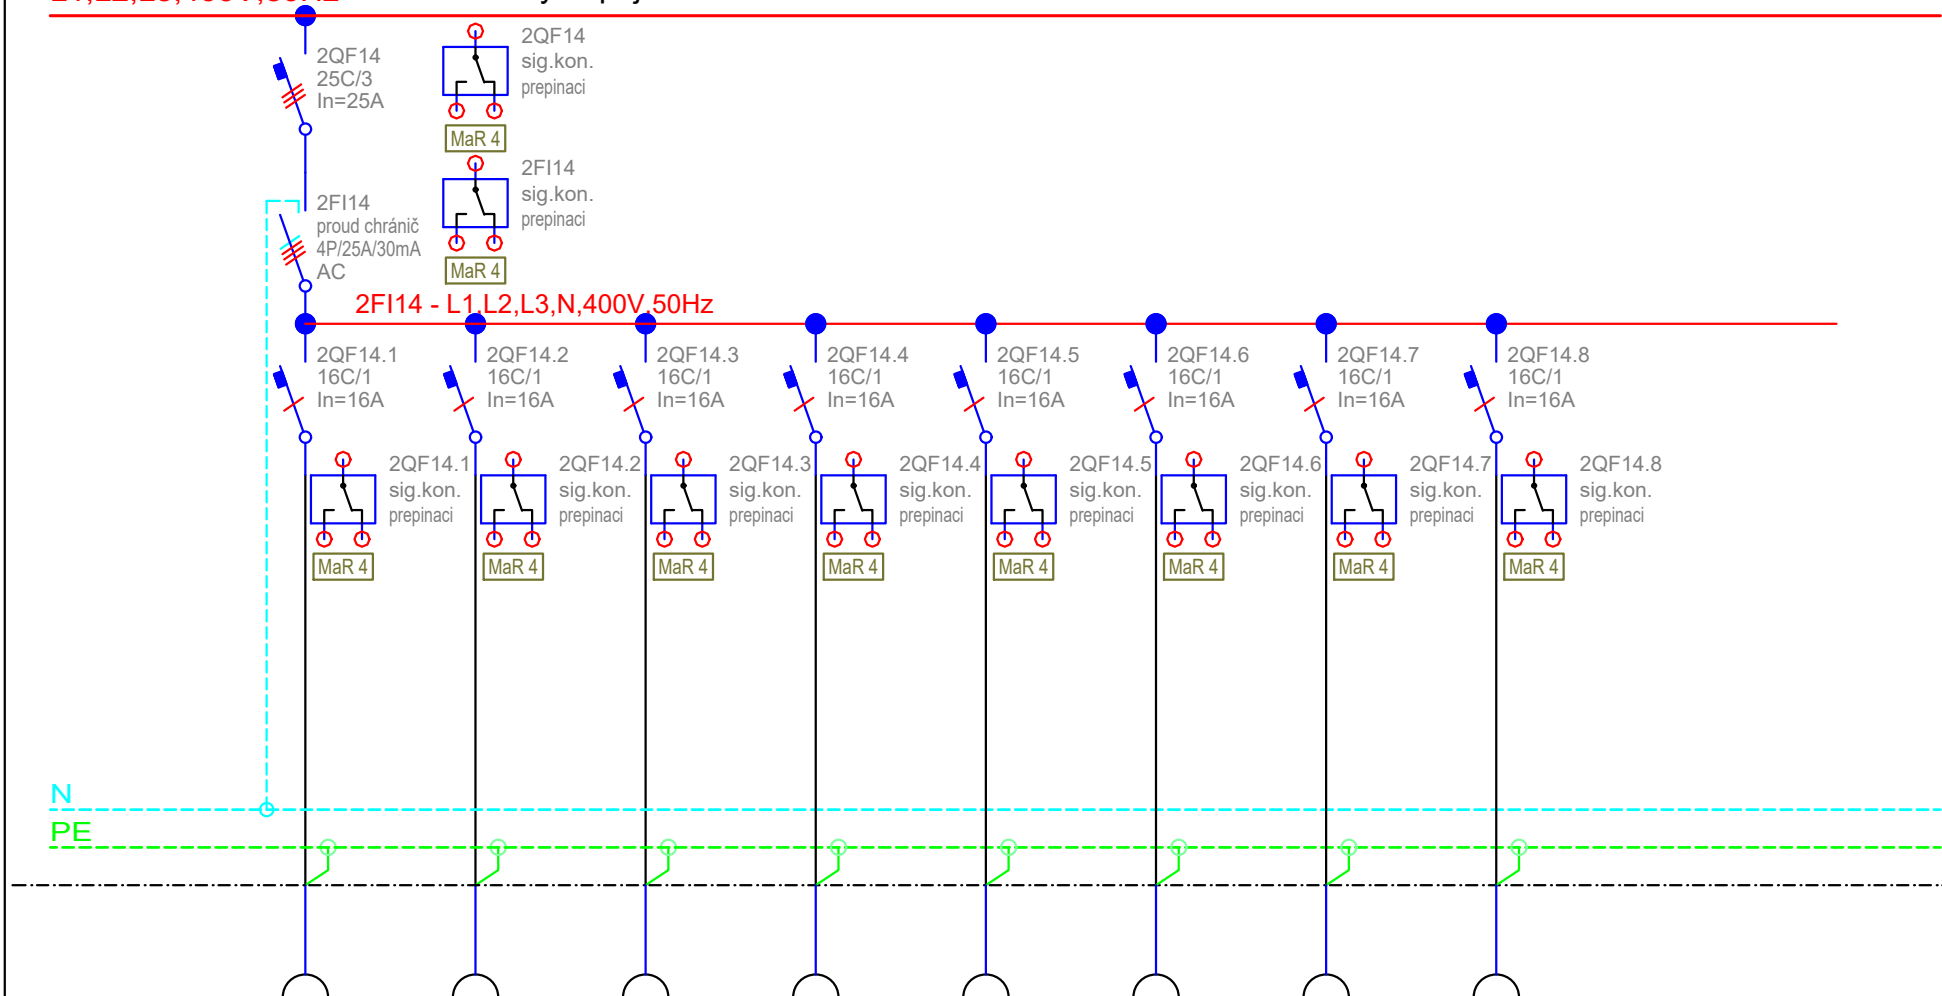 2QF14
25C/3
In=25A
2QF14
sig.kon.
prepinaci
MaR 4
2FI14
proud chránič
4P/25A/30mA
AC
2FI14
sig.kon.
prepinaci
MaR 4
2FI14 - L1,L2,L3,N,400V,50Hz
2QF14.1
16C/1
In=16A
2QF14.2
16C/1
In=16A
2QF14.3
16C/1
In=16A
2QF14.4
16C/1
In=16A
2QF14.5
16C/1
In=16A
2QF14.6
16C/1
In=16A
2QF14.7
16C/1
In=16A
2QF14.8
16C/1
In=16A
2QF14.1
sig.kon.
prepinaci
MaR 4
2QF14.2
sig.kon.
prepinaci
MaR 4
2QF14.3
sig.kon.
prepinaci
MaR 4
2QF14.4
sig.kon.
prepinaci
MaR 4
2QF14.5
sig.kon.
prepinaci
MaR 4
2QF14.6
sig.kon.
prepinaci
MaR 4
2QF14.7
sig.kon.
prepinaci
MaR 4
2QF14.8
sig.kon.
prepinaci
MaR 4
N
PE